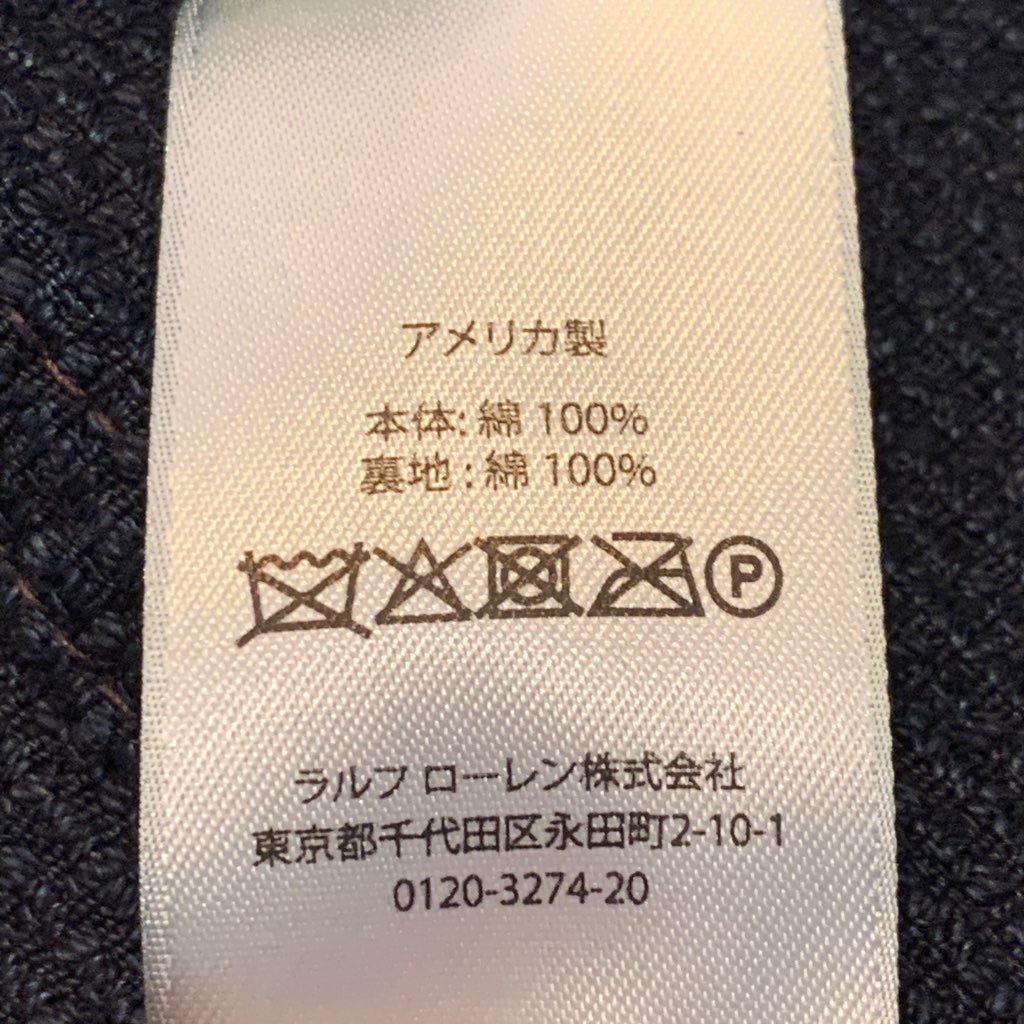 アメリカ製
本体: 綿 100%
裏地 : 綿 100%
P
ラルフ ローレン株式会社
東京都千代田区永田町2-10-1
0120-3274-20